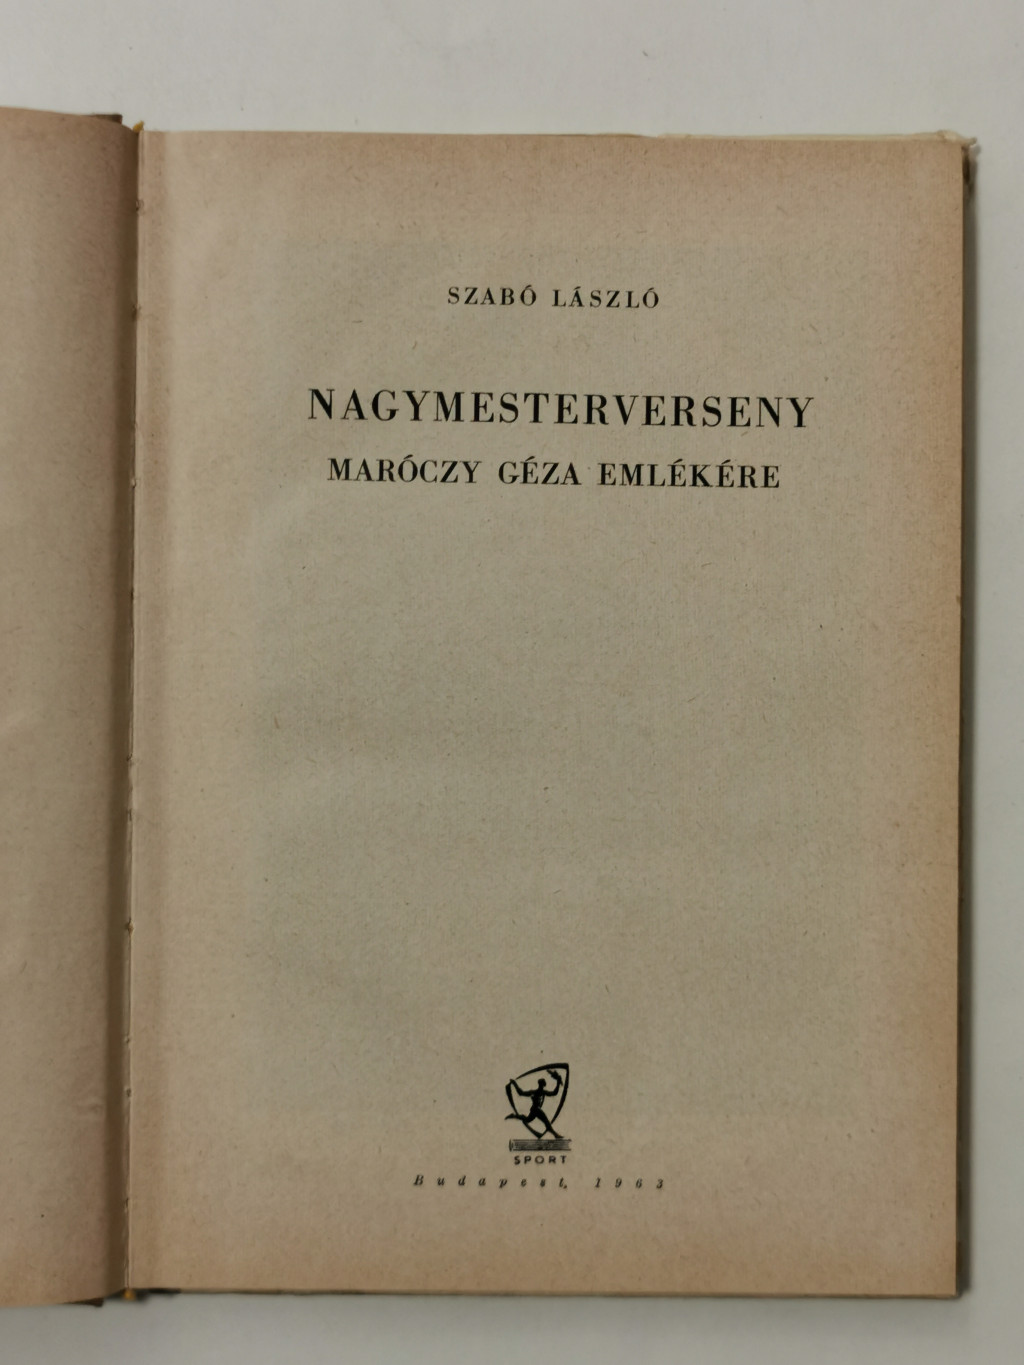 SZABÓ LÁSZLÓ
NAGYMESTERVERSENY
MARÓCZY GÉZA EMLÉKÉRE
SPORT
Budapest, 1963